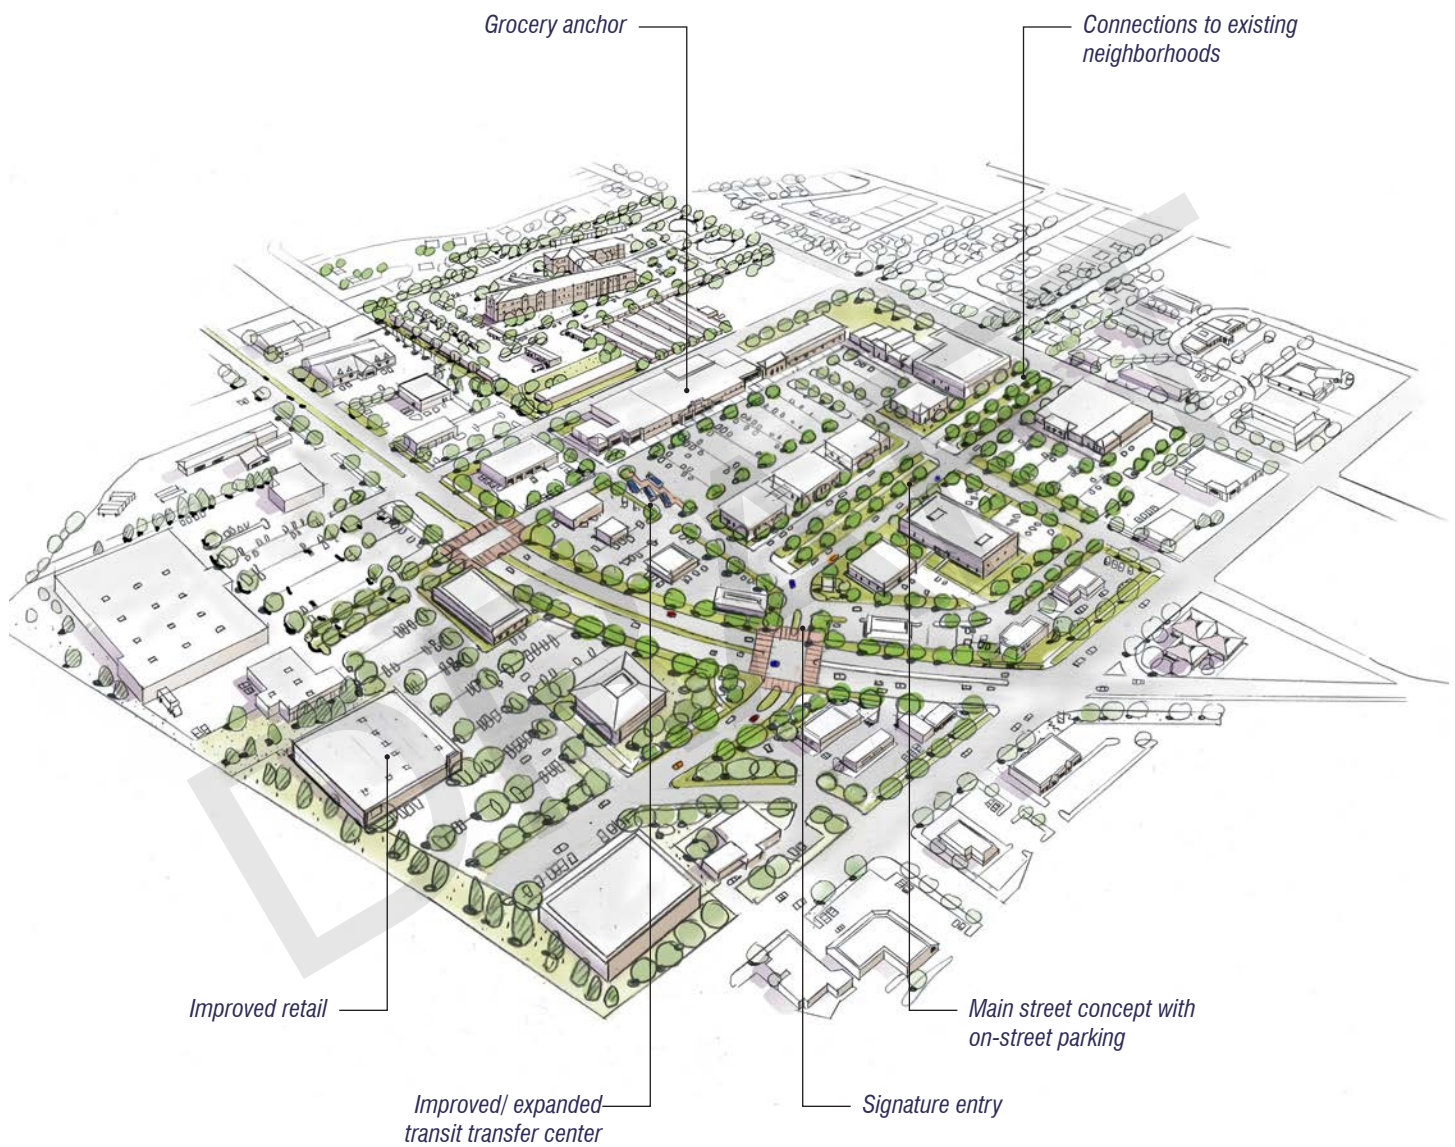 Grocery anchor
Connections to existing
neighborhoods
DRAFT
Improved retail
Main street concept with
on-street parking
Improved/ expanded
transit transfer center
Signature entry